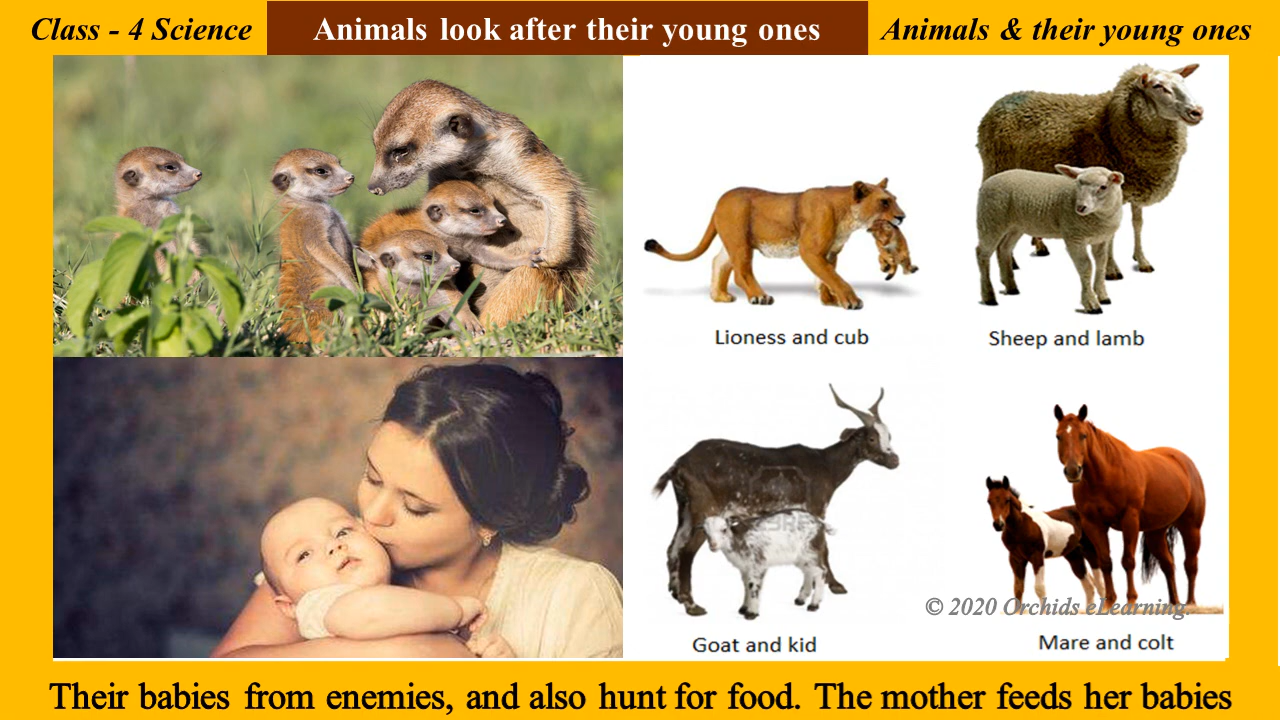 Class - 4 Science
Animals look after their young ones
Animals & their young ones
Lioness and cub
Sheep and lamb
Goat and kid
Mare and colt
© 2020 Orchids eLearning.
Their babies from enemies, and also hunt for food. The mother feeds her babies